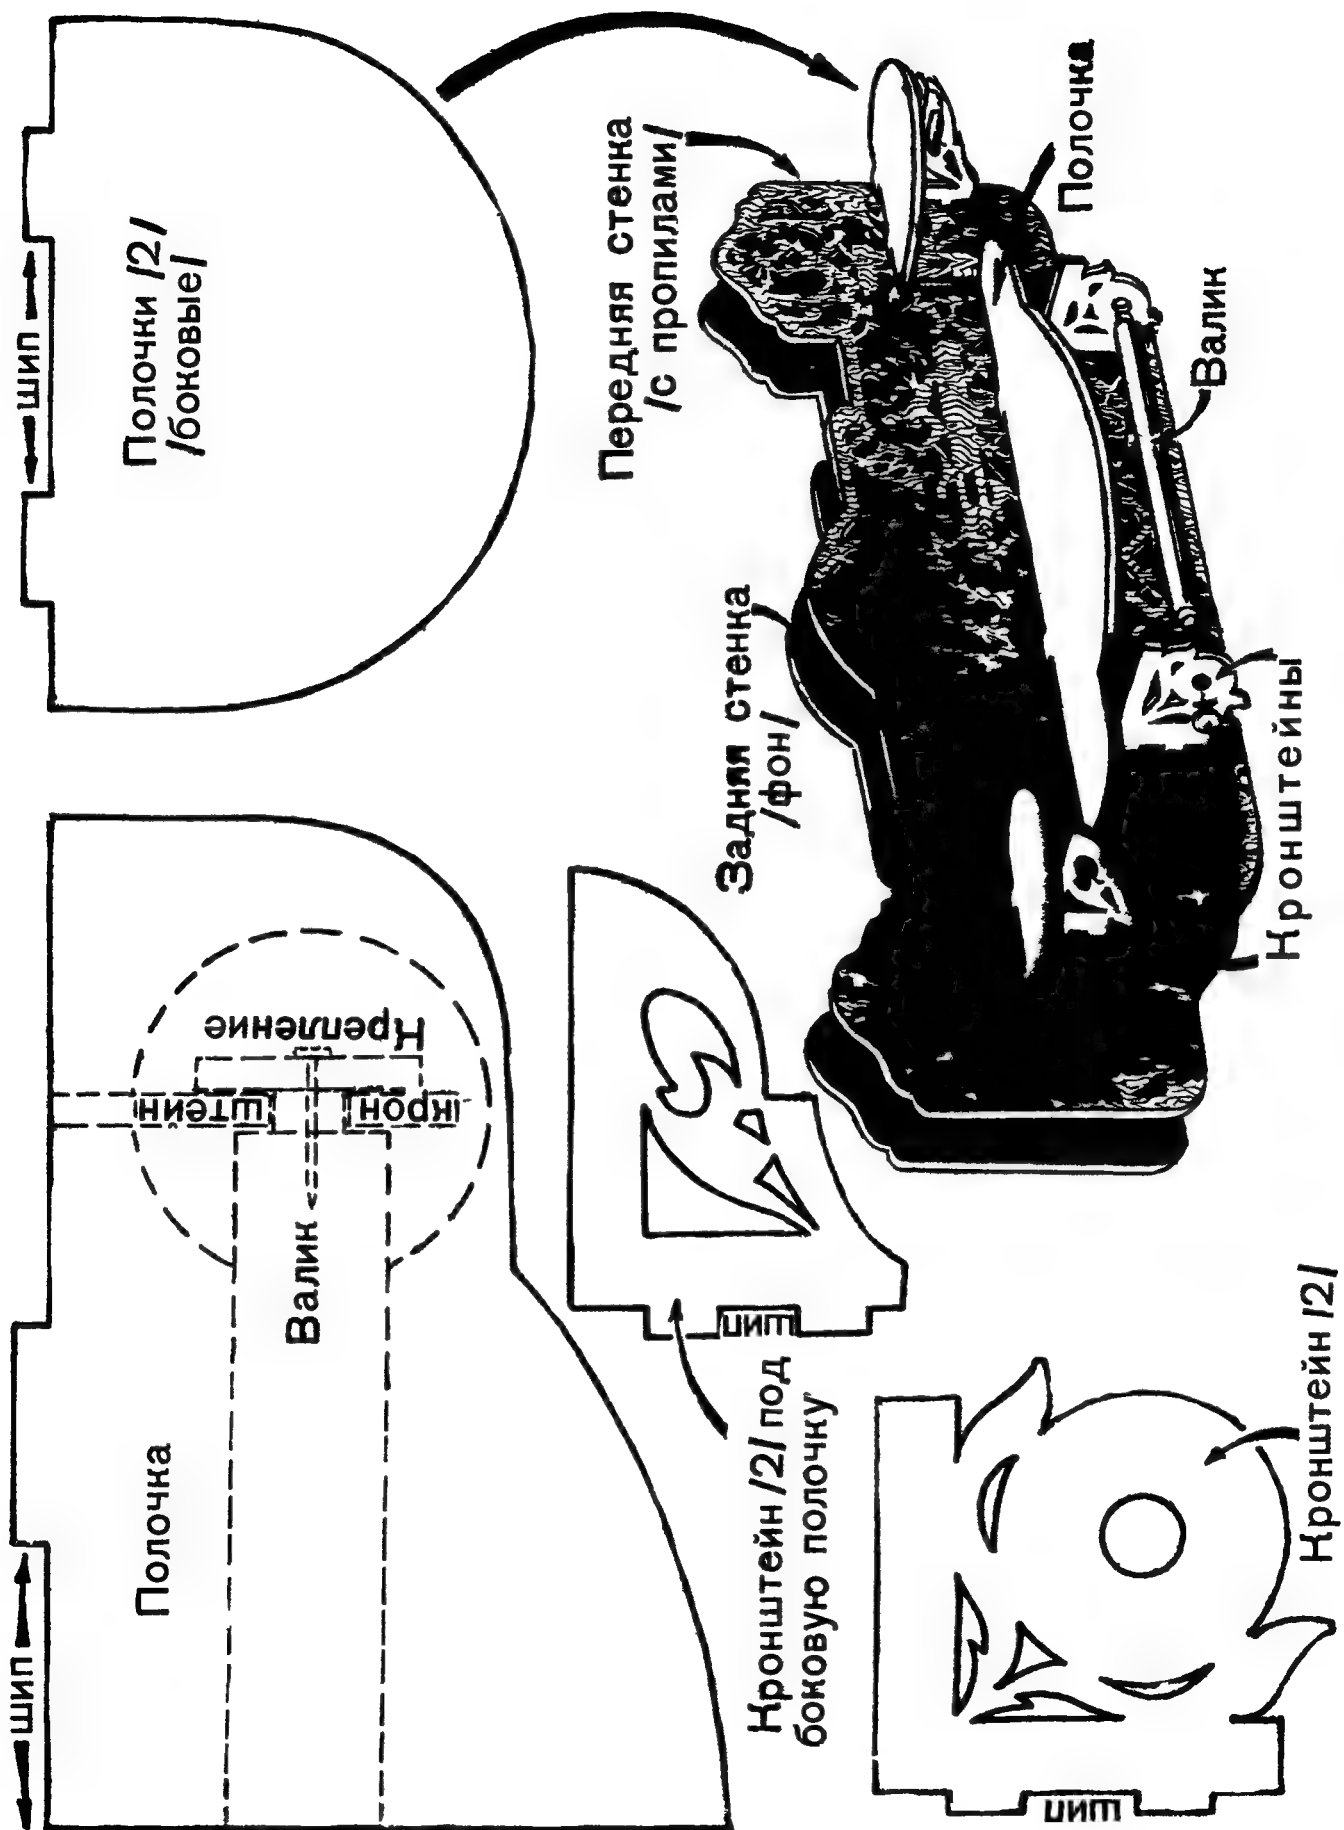 шип
Полочка
Валик
Крепление
крон
штейн
шип
Полочки /2/
/боковые/
Кронштейн /2/ под
боковую полочку
шип
Задняя стенка
/фон/
Передняя стенка
/с пропилами/
Полочка
Валик
Кронштейны
шип
Кронштейн /2/